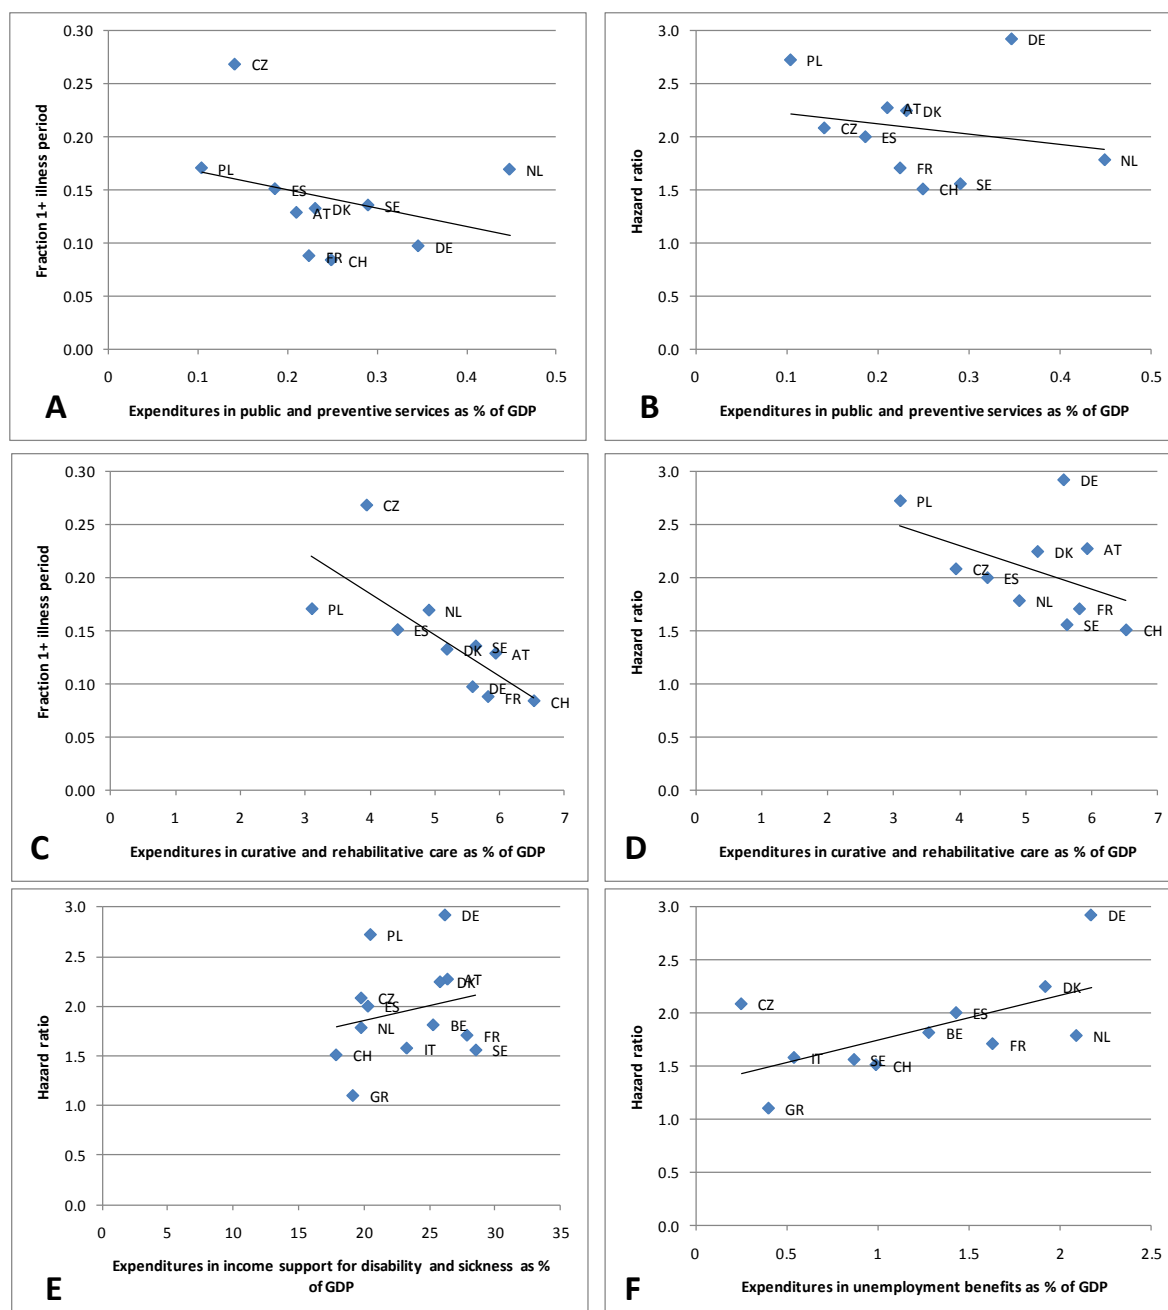 0.30
0.25
0.20
0.15
0.10
0.05
0.00
Fraction 1+ illness period
CZ
PL
NL
ES
AT
DK
SE
FR
CH
DE
0
0.1
0.2
0.3
0.4
0.5
A
Expenditures in public and preventive services as % of GDP
3.0
2.5
2.0
1.5
1.0
0.5
0.0
Hazard ratio
DE
PL
AT
DK
CZ
ES
FR
NL
CH
SE
0
0.1
0.2
0.3
0.4
0.5
B
Expenditures in public and preventive services as % of GDP
0.30
0.25
0.20
0.15
0.10
0.05
0.00
Fraction 1+ illness period
CZ
PL
NL
ES
DK
SE
AT
DE
FR
CH
0
1
2
3
4
5
6
7
C
Expenditures in curative and rehabilitative care as % of GDP
3.0
2.5
2.0
1.5
1.0
0.5
0.0
Hazard ratio
DE
PL
DK
AT
CZ
ES
NL
FR
SE
CH
0
1
2
3
4
5
6
7
D
Expenditures in curative and rehabilitative care as % of GDP
3.0
2.5
2.0
1.5
1.0
0.5
0.0
Hazard ratio
DE
PL
AT
DK
CZ
ES
NL
BE
FR
CH
IT
SE
GR
0
5
10
15
20
25
30
35
E
Expenditures in income support for disability and sickness as %
of GDP
3.0
2.5
2.0
1.5
1.0
0.5
0.0
Hazard ratio
DE
DK
CZ
ES
BE
NL
FR
IT
SE
CH
GR
0
0.5
1
1.5
2
2.5
F
Expenditures in unemployment benefits as % of GDP